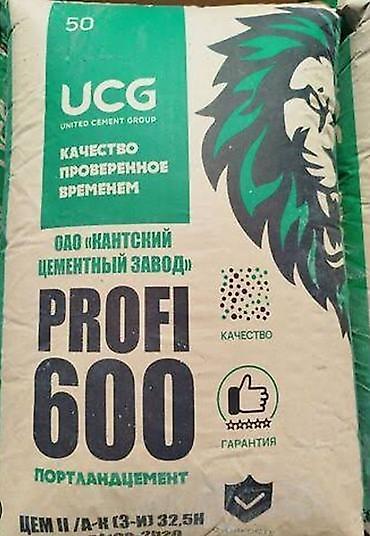 50
UCG
UNITED CEMENT GROUP
КАЧЕСТВО
ПРОВЕРЕННОЕ
ВРЕМЕНЕМ
ОАО «КАНТСКИЙ
ЦЕМЕНТНЫЙ ЗАВОД»
PROFI
600
КАЧЕСТВО
ГАРАНТИЯ
ПОРТЛАНДЦЕМЕНТ
ЦЕМ II /А-К (З-И) 32,5Н